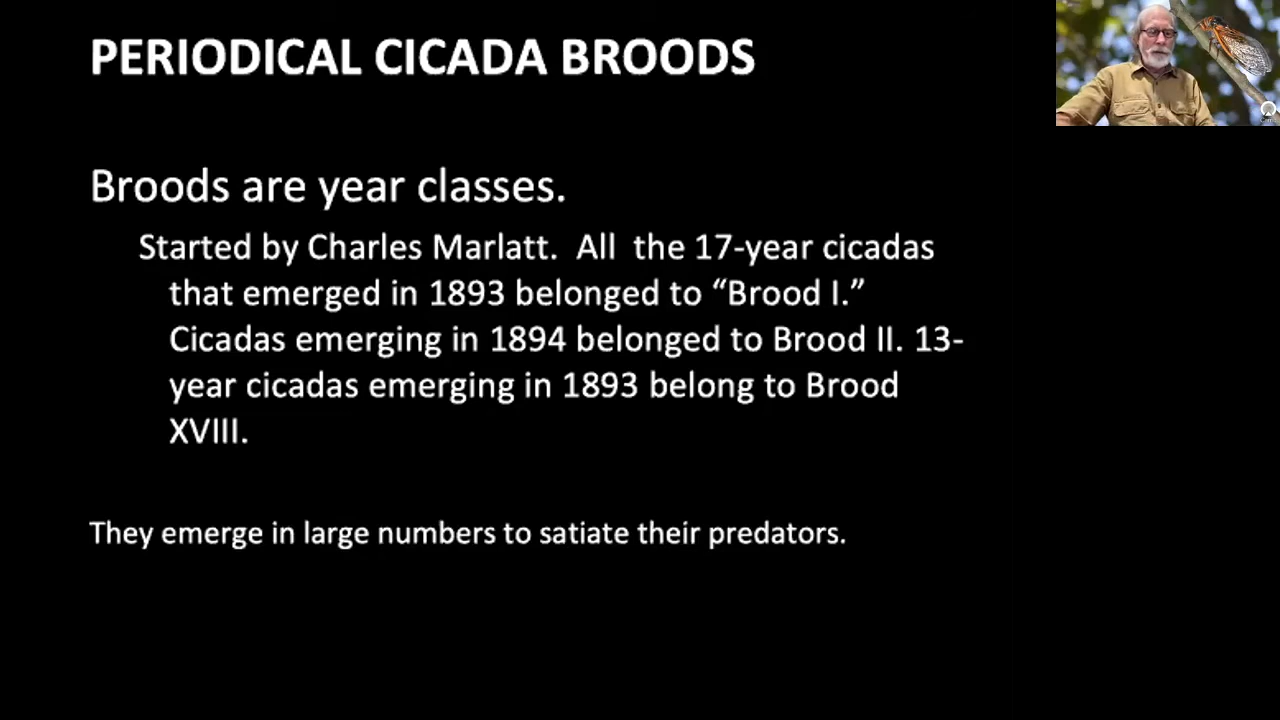 PERIODICAL CICADA BROODS
Broods are year classes.
Started by Charles Marlatt.  All  the 17-year cicadas
that emerged in 1893 belonged to “Brood I.”
Cicadas emerging in 1894 belonged to Brood II. 13-
year cicadas emerging in 1893 belong to Brood
XVIII.
They emerge in large numbers to satiate their predators.